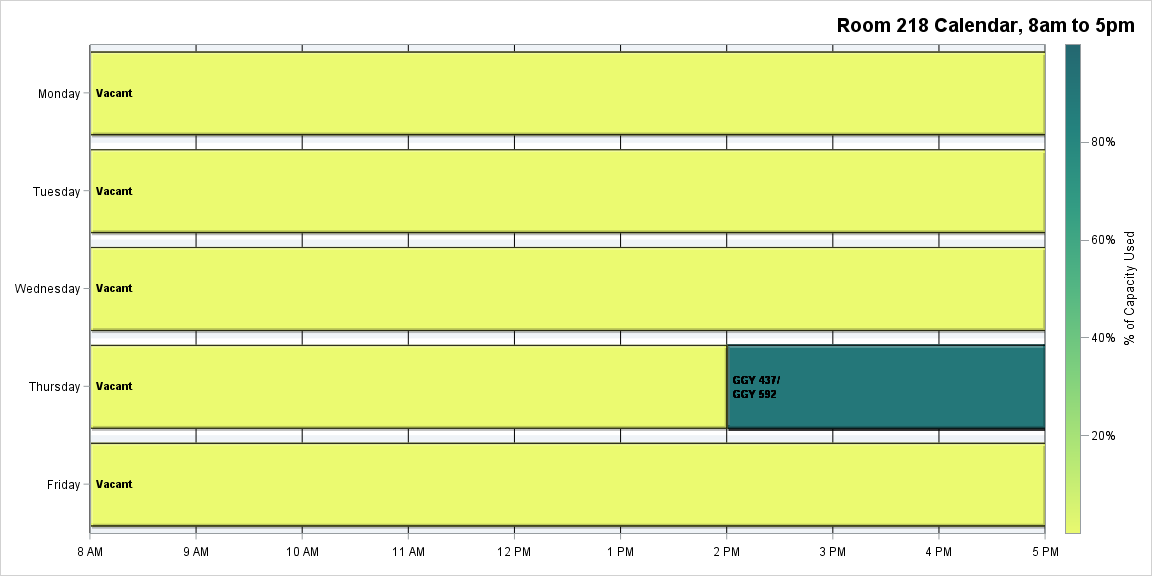 Room 218 Calendar, 8am to 5pm
Monday
Vacant
Tuesday
Vacant
Wednesday
Vacant
Thursday
Vacant
GGY 437/
GGY 592
Friday
Vacant
8 AM 9 AM 10 AM 11 AM 12 PM 1 PM 2 PM 3 PM 4 PM 5 PM
80%
60%
40%
20%
% of Capacity Used